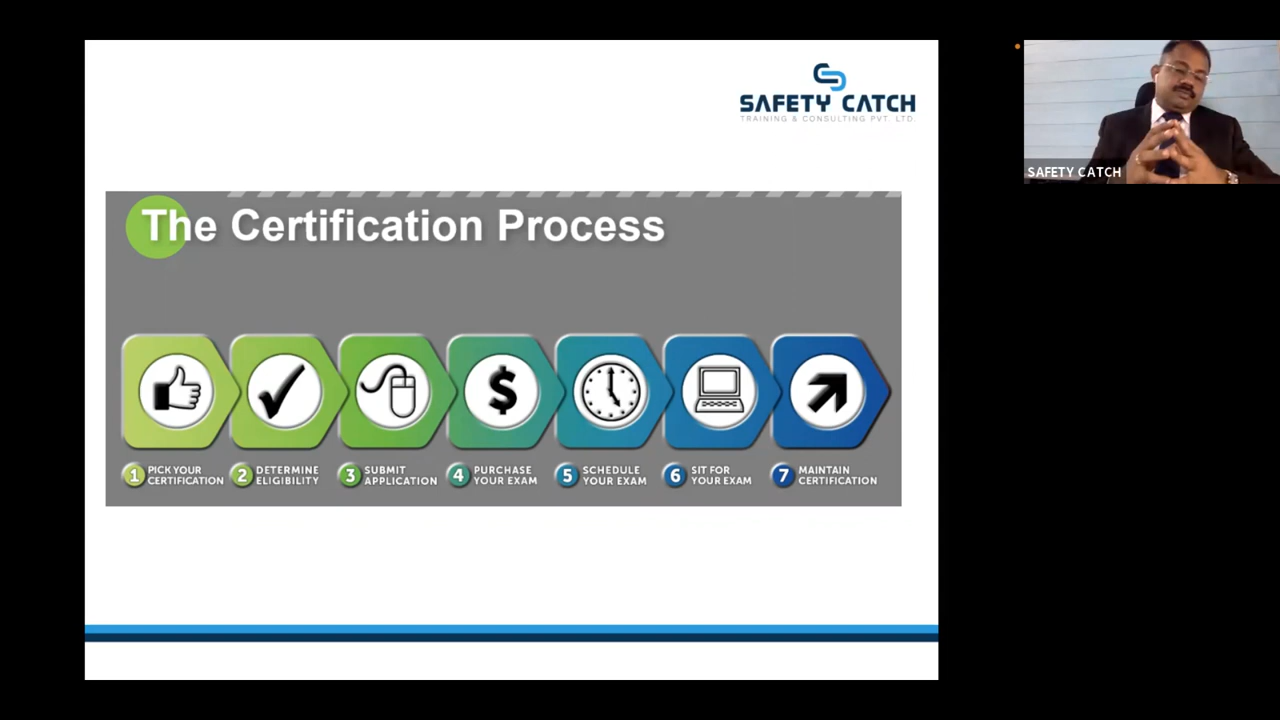 SAFETY CATCH
TRAINING & CONSULTING PVT. LTD.
SAFETY CATCH
The Certification Process
1 PICK YOUR
CERTIFICATION
2 DETERMINE
ELIGIBILITY
3 SUBMIT
APPLICATION
4 PURCHASE
YOUR EXAM
5 SCHEDULE
YOUR EXAM
6 SIT FOR
YOUR EXAM
7 MAINTAIN
CERTIFICATION